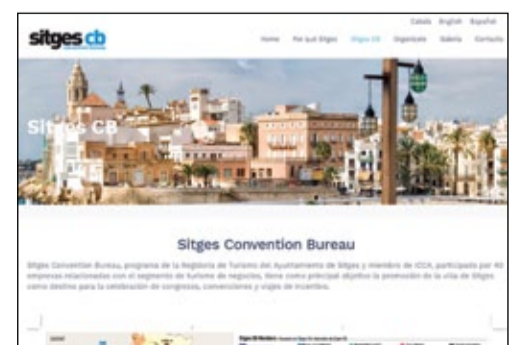 Català English Español
sitges cb
Home Por qué Sitges Sitges CB Organízate Galería Contacto
Sitges CB
Sitges Convention Bureau
Sitges Convention Bureau, programa de la Regidoria de Turismo del Ayuntamiento de Sitges y miembro de ICCA, participado por 40
empresas relacionadas con el segmento de turismo de negocios, tiene como principal objetivo la promoción de la villa de Sitges
como destino para la celebración de congresos, convenciones y viajes de incentivo.